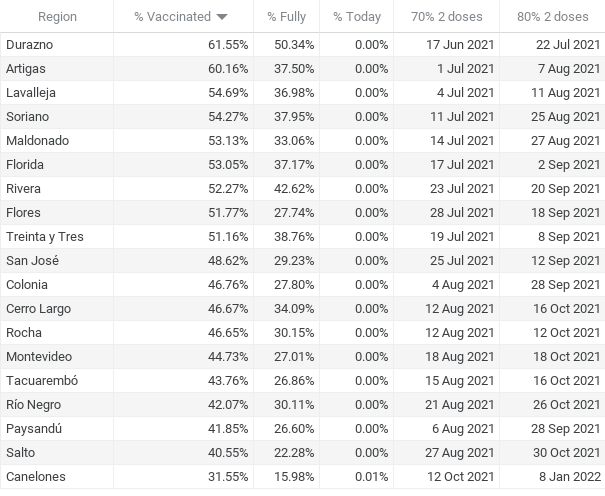 Region % Vaccinated % Fully % Today 70% 2 doses 80% 2 doses
Durazno 61.55% 50.34% 0.00% 17 Jun 2021 22 Jul 2021
Artigas 60.16% 37.50% 0.00% 1 Jul 2021 7 Aug 2021
Lavalleja 54.69% 36.98% 0.00% 4 Jul 2021 11 Aug 2021
Soriano 54.27% 37.95% 0.00% 11 Jul 2021 25 Aug 2021
Maldonado 53.13% 33.06% 0.00% 14 Jul 2021 27 Aug 2021
Florida 53.05% 37.17% 0.00% 17 Jul 2021 2 Sep 2021
Rivera 52.27% 42.62% 0.00% 23 Jul 2021 20 Sep 2021
Flores 51.77% 27.74% 0.00% 28 Jul 2021 18 Sep 2021
Treinta y Tres 51.16% 38.76% 0.00% 19 Jul 2021 8 Sep 2021
San José 48.62% 29.23% 0.00% 25 Jul 2021 12 Sep 2021
Colonia 46.76% 27.80% 0.00% 4 Aug 2021 28 Sep 2021
Cerro Largo 46.67% 34.09% 0.00% 12 Aug 2021 16 Oct 2021
Rocha 46.65% 30.15% 0.00% 12 Aug 2021 12 Oct 2021
Montevideo 44.73% 27.01% 0.00% 18 Aug 2021 18 Oct 2021
Tacuarembó 43.76% 26.86% 0.00% 15 Aug 2021 16 Oct 2021
Río Negro 42.07% 30.11% 0.00% 21 Aug 2021 26 Oct 2021
Paysandú 41.85% 26.60% 0.00% 6 Aug 2021 28 Sep 2021
Salto 40.55% 22.28% 0.00% 27 Aug 2021 30 Oct 2021
Canelones 31.55% 15.98% 0.01% 12 Oct 2021 8 Jan 2022